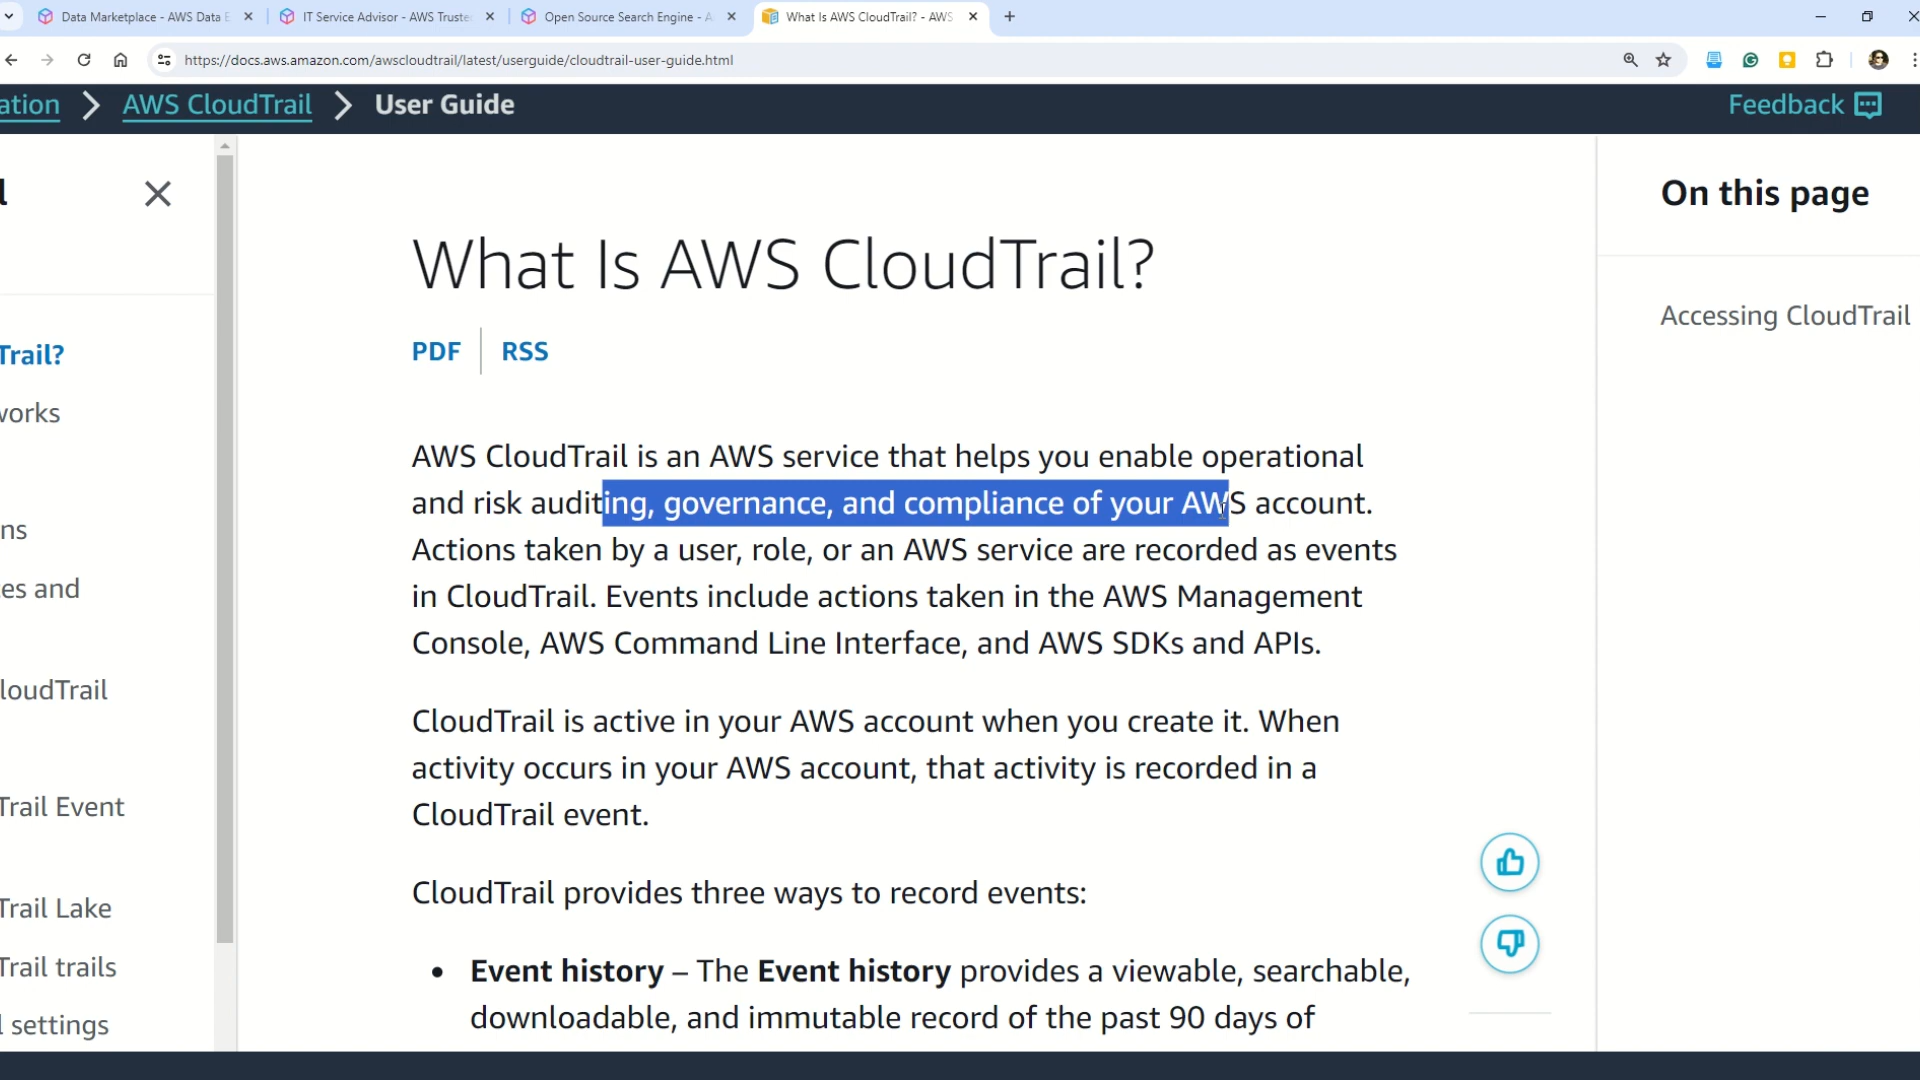 Data Marketplace - AWS Data E
IT Service Advisor - AWS Truste
Open Source Search Engine - A
What Is AWS CloudTrail? - AWS
https://docs.aws.amazon.com/awscloudtrail/latest/userguide/cloudtrail-user-guide.html
ation > AWS CloudTrail > User Guide
Feedback
l
Trail?
works
ns
es and
loudTrail
Trail Event
Trail Lake
Trail trails
l settings
What Is AWS CloudTrail?
PDF | RSS
AWS CloudTrail is an AWS service that helps you enable operational
and risk auditing, governance, and compliance of your AWS account.
Actions taken by a user, role, or an AWS service are recorded as events
in CloudTrail. Events include actions taken in the AWS Management
Console, AWS Command Line Interface, and AWS SDKs and APIs.
CloudTrail is active in your AWS account when you create it. When
activity occurs in your AWS account, that activity is recorded in a
CloudTrail event.
CloudTrail provides three ways to record events:
• Event history – The Event history provides a viewable, searchable,
downloadable, and immutable record of the past 90 days of
On this page
Accessing CloudTrail